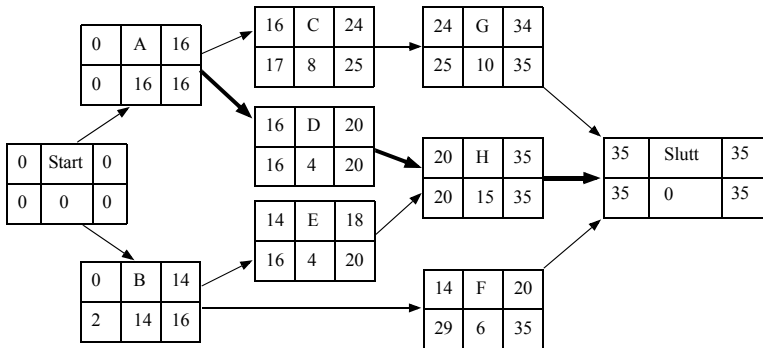 0 A 16
0 16 16
16 C 24
17 8 25
24 G 34
25 10 35
16 D 20
16 4 20
0 Start 0
0 0 0
20 H 35
20 15 35
35 Slutt 35
35 0 35
14 E 18
16 4 20
0 B 14
2 14 16
14 F 20
29 6 35